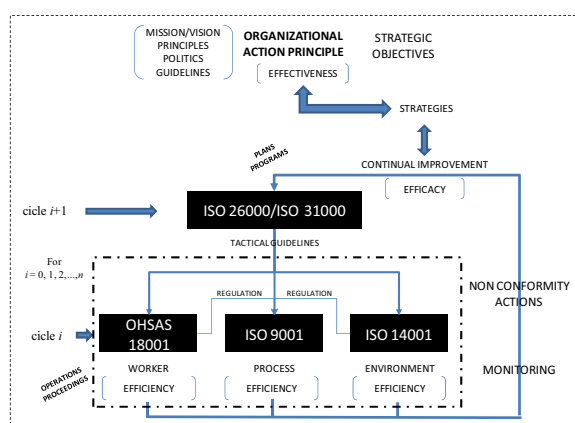 MISSION/VISION
PRINCIPLES
POLITICS
GUIDELINES
ORGANIZATIONAL
ACTION PRINCIPLE
EFFECTIVENESS
STRATEGIC
OBJECTIVES
STRATEGIES
PLANS
PROGRAMS
CONTINUAL IMPROVEMENT
EFFICACY
cicle i+1
ISO 26000/ISO 31000
TACTICAL GUIDELINES
For
i = 0, 1, 2,...,n
REGULATION
REGULATION
NON CONFORMITY
ACTIONS
cicle i
OHSAS
18001
ISO 9001
ISO 14001
OPERATIONS
PROCEEDINGS
WORKER
PROCESS
ENVIRONMENT
MONITORING
EFFICIENCY
EFFICIENCY
EFFICIENCY